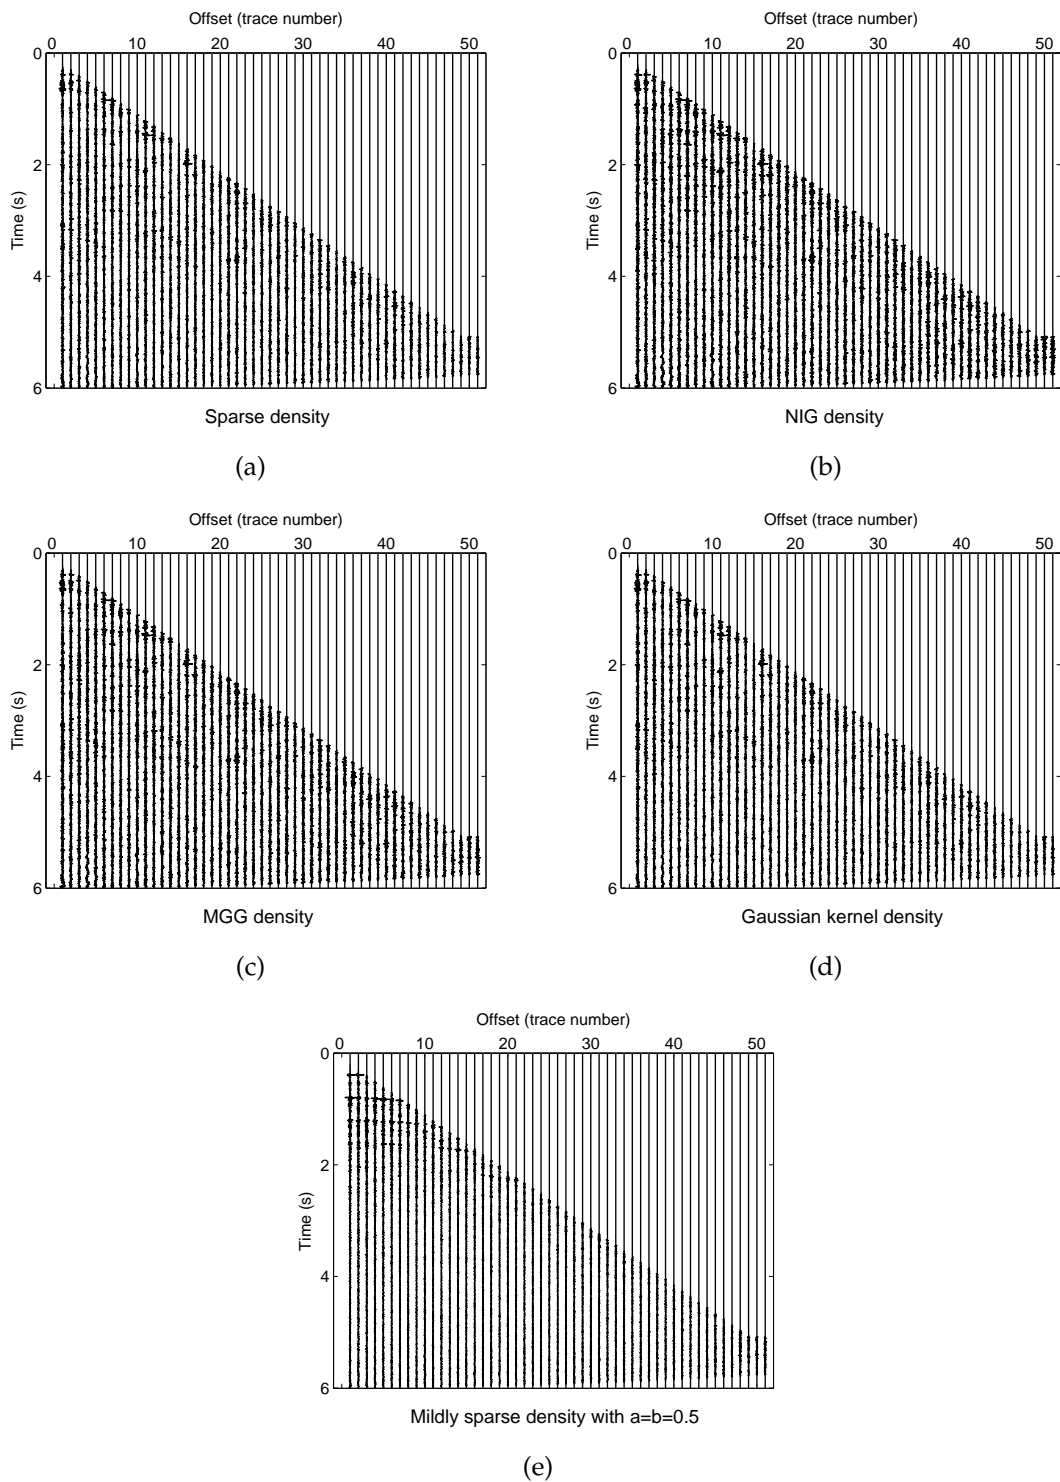 Offset (trace number)
0 10 20 30 40 50
0
2
4
6
Time (s)
Sparse density
(a)
Offset (trace number)
0 10 20 30 40 50
0
2
4
6
Time (s)
NIG density
(b)
Offset (trace number)
0 10 20 30 40 50
0
2
4
6
Time (s)
MGG density
(c)
Offset (trace number)
0 10 20 30 40 50
0
2
4
6
Time (s)
Gaussian kernel density
(d)
Offset (trace number)
0 10 20 30 40 50
0
2
4
6
Time (s)
Mildly sparse density with a=b=0.5
(e)